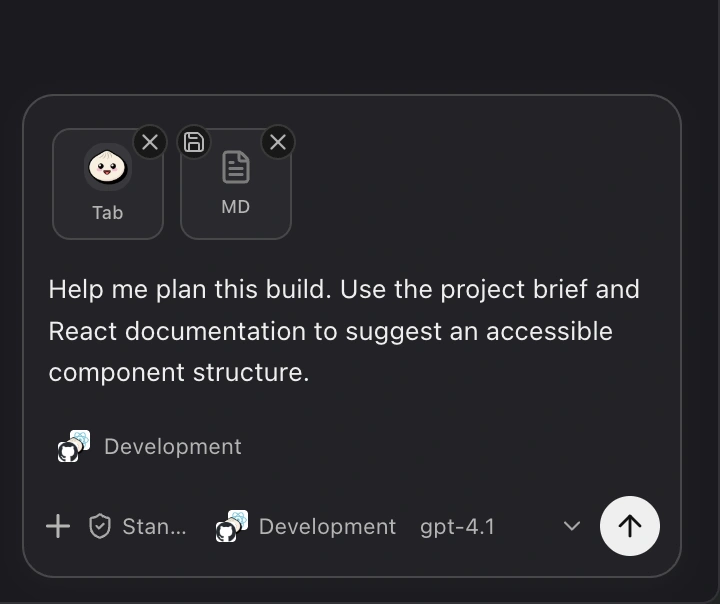 Tab
MD
Help me plan this build. Use the project brief and
React documentation to suggest an accessible
component structure.
Development
Stan... Development gpt-4.1